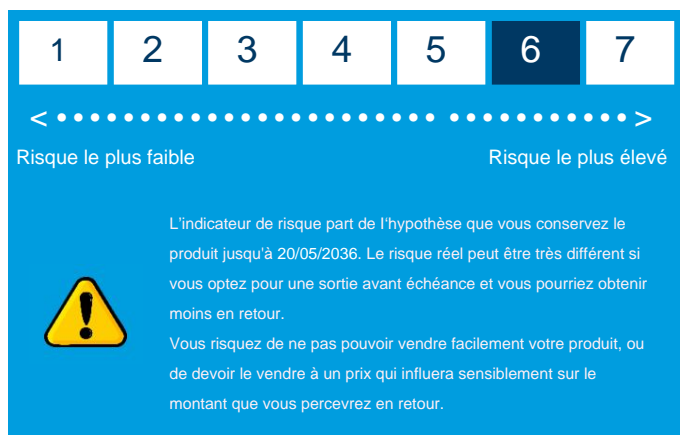 1 2 3 4 5 6 7
Risque le plus faible Risque le plus élevé
L'indicateur de risque part de l‘hypothèse que vous conservez le
produit jusqu'à 20/05/2036. Le risque réel peut être très différent si
vous optez pour une sortie avant échéance et vous pourriez obtenir
moins en retour.
Vous risquez de ne pas pouvoir vendre facilement votre produit, ou
de devoir le vendre à un prix qui influera sensiblement sur le
montant que vous percevrez en retour.